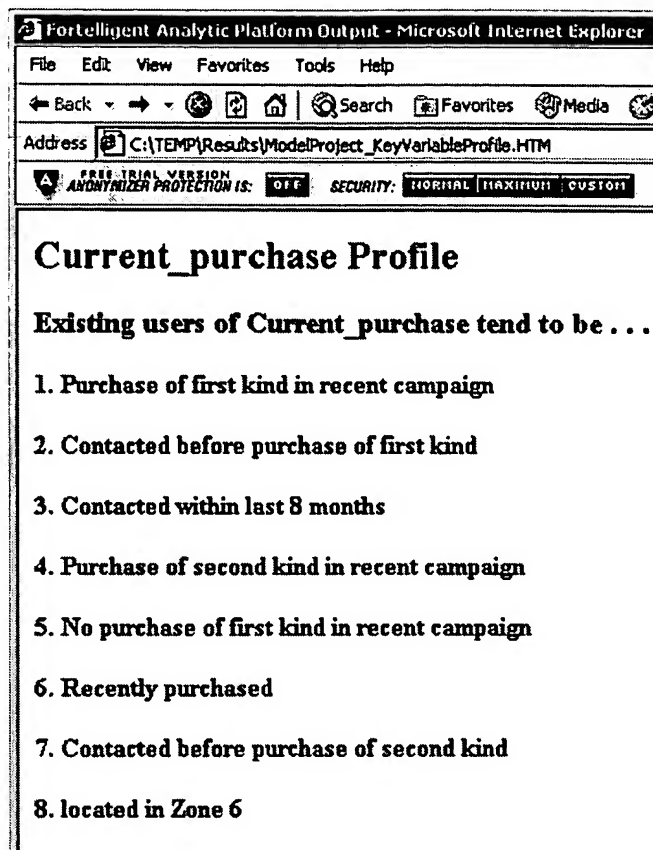 Fortelligent Analytic Platform Output - Microsoft Internet Explorer
File Edit View Favorites Tools Help
Back Search Favorites Media
Address C:\TEMP\Results\ModelProject_KeyVariableProfile.HTM
FREE TRIAL VERSION
ANONYMIZER PROTECTION IS: OFF SECURITY: NORMAL MAXIMUM CUSTOM
Current_purchase Profile
Existing users of Current_purchase tend to be . . .
1. Purchase of first kind in recent campaign
2. Contacted before purchase of first kind
3. Contacted within last 8 months
4. Purchase of second kind in recent campaign
5. No purchase of first kind in recent campaign
6. Recently purchased
7. Contacted before purchase of second kind
8. located in Zone 6